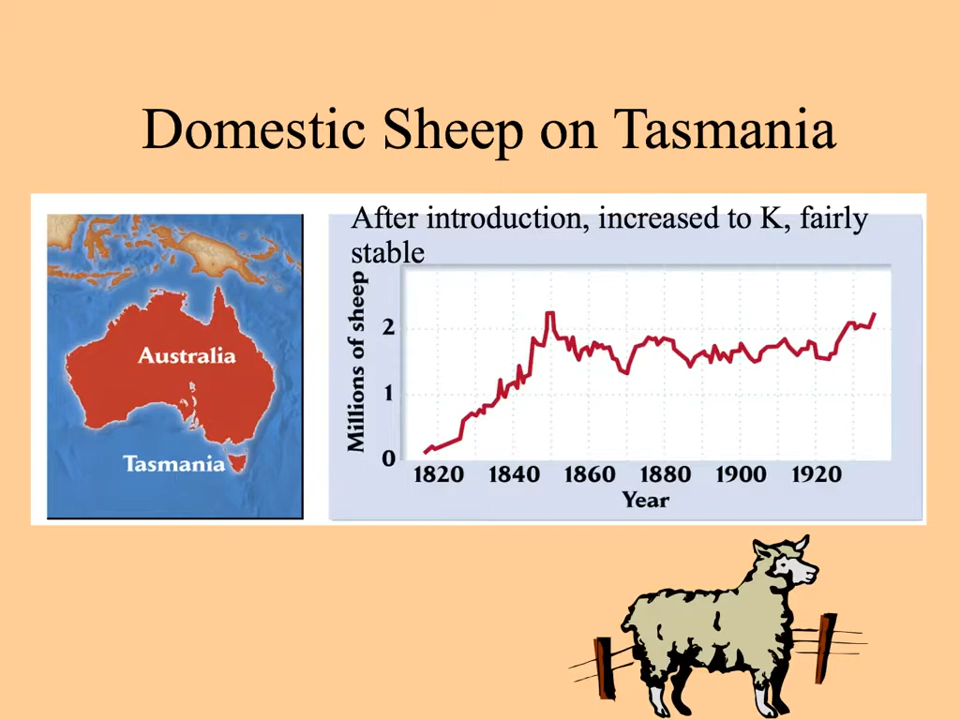 Domestic Sheep on Tasmania
After introduction, increased to K, fairly
stable
Australia
Tasmania
Millions of sheep
2
1
0
1820 1840 1860 1880 1900 1920
Year